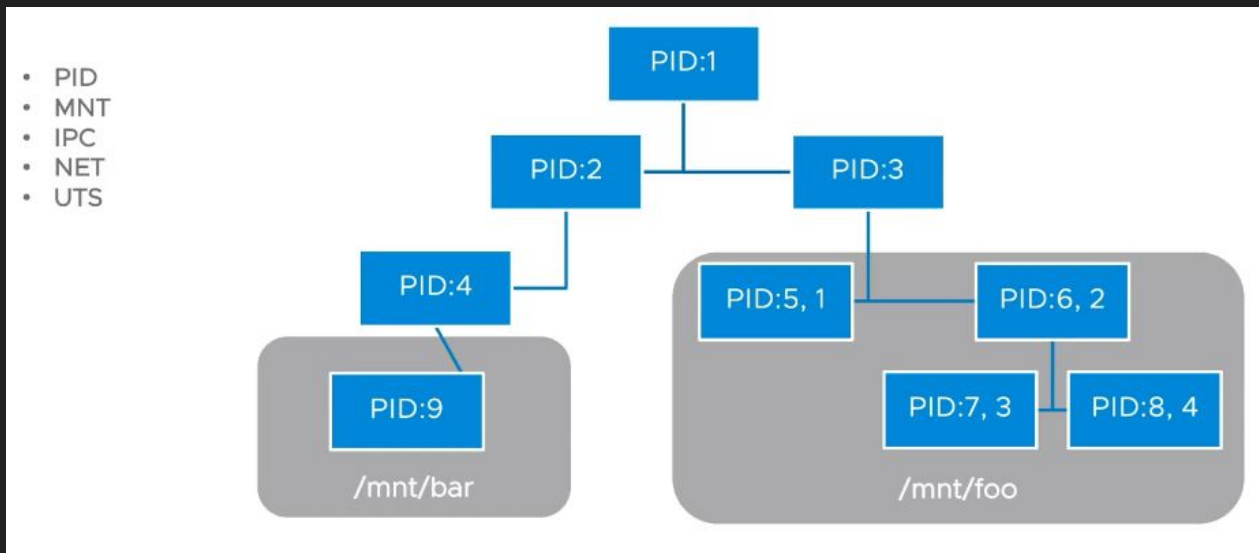 • PID
• MNT
• IPC
• NET
• UTS
PID:1
PID:2
PID:3
PID:4
PID:5, 1
PID:6, 2
PID:9
PID:7, 3
PID:8, 4
/mnt/bar
/mnt/foo